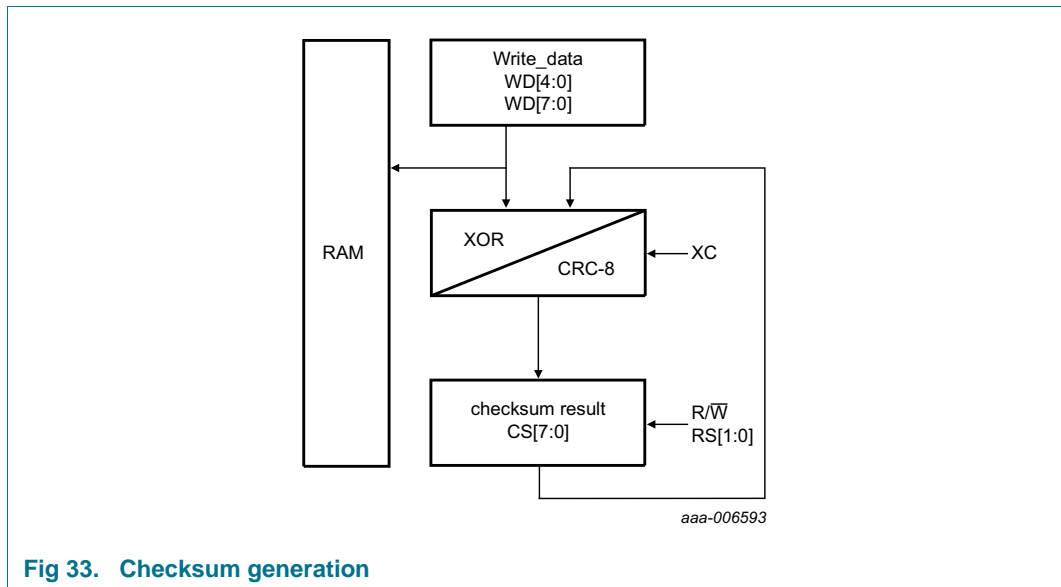 Write_data
WD[4:0]
WD[7:0]
RAM
XOR
CRC-8
XC
checksum result
CS[7:0]
R/W̅
RS[1:0]
aaa-006593
Fig 33. Checksum generation